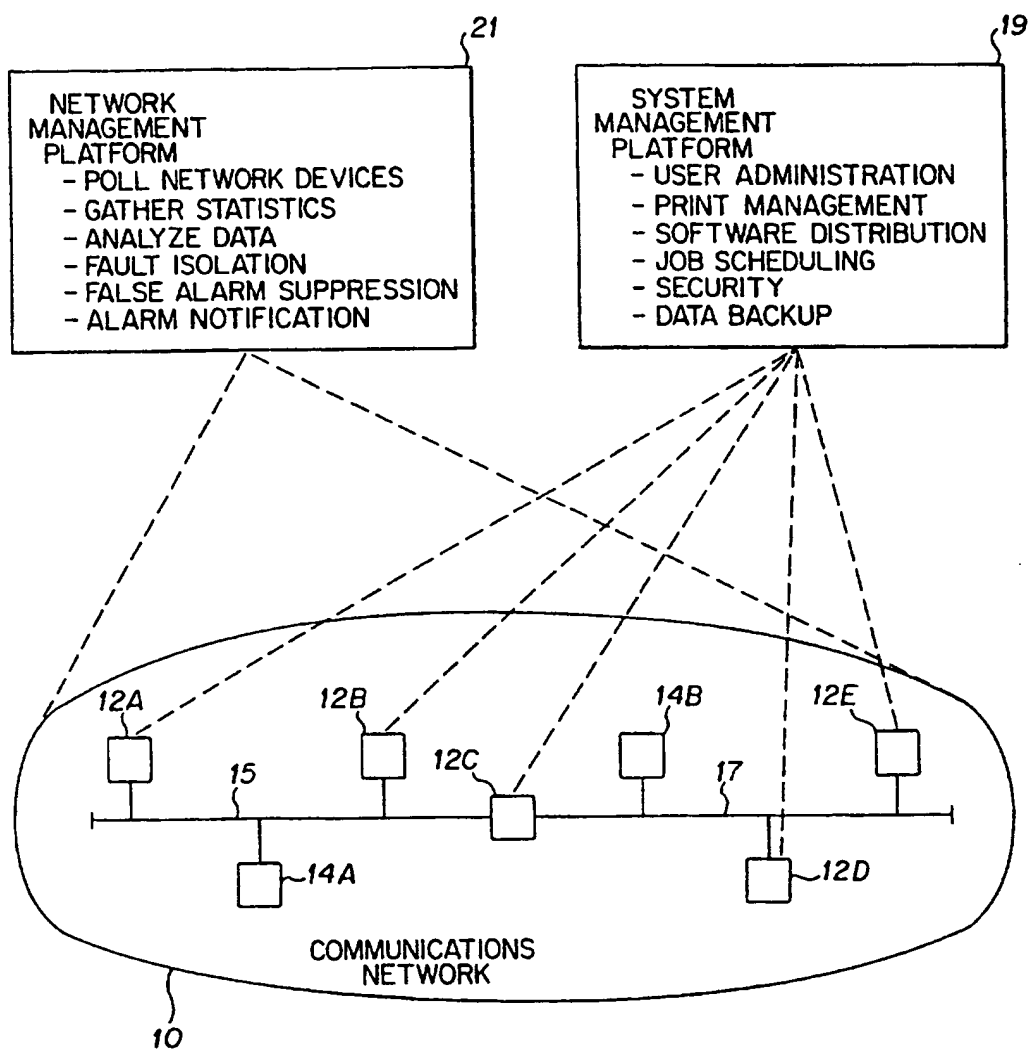 21
19
NETWORK
MANAGEMENT
PLATFORM
- POLL NETWORK DEVICES
- GATHER STATISTICS
- ANALYZE DATA
- FAULT ISOLATION
- FALSE ALARM SUPPRESSION
- ALARM NOTIFICATION
SYSTEM
MANAGEMENT
PLATFORM
- USER ADMINISTRATION
- PRINT MANAGEMENT
- SOFTWARE DISTRIBUTION
- JOB SCHEDULING
- SECURITY
- DATA BACKUP
12A
12B
14B
12E
12C
15
17
14A
12D
COMMUNICATIONS
NETWORK
10